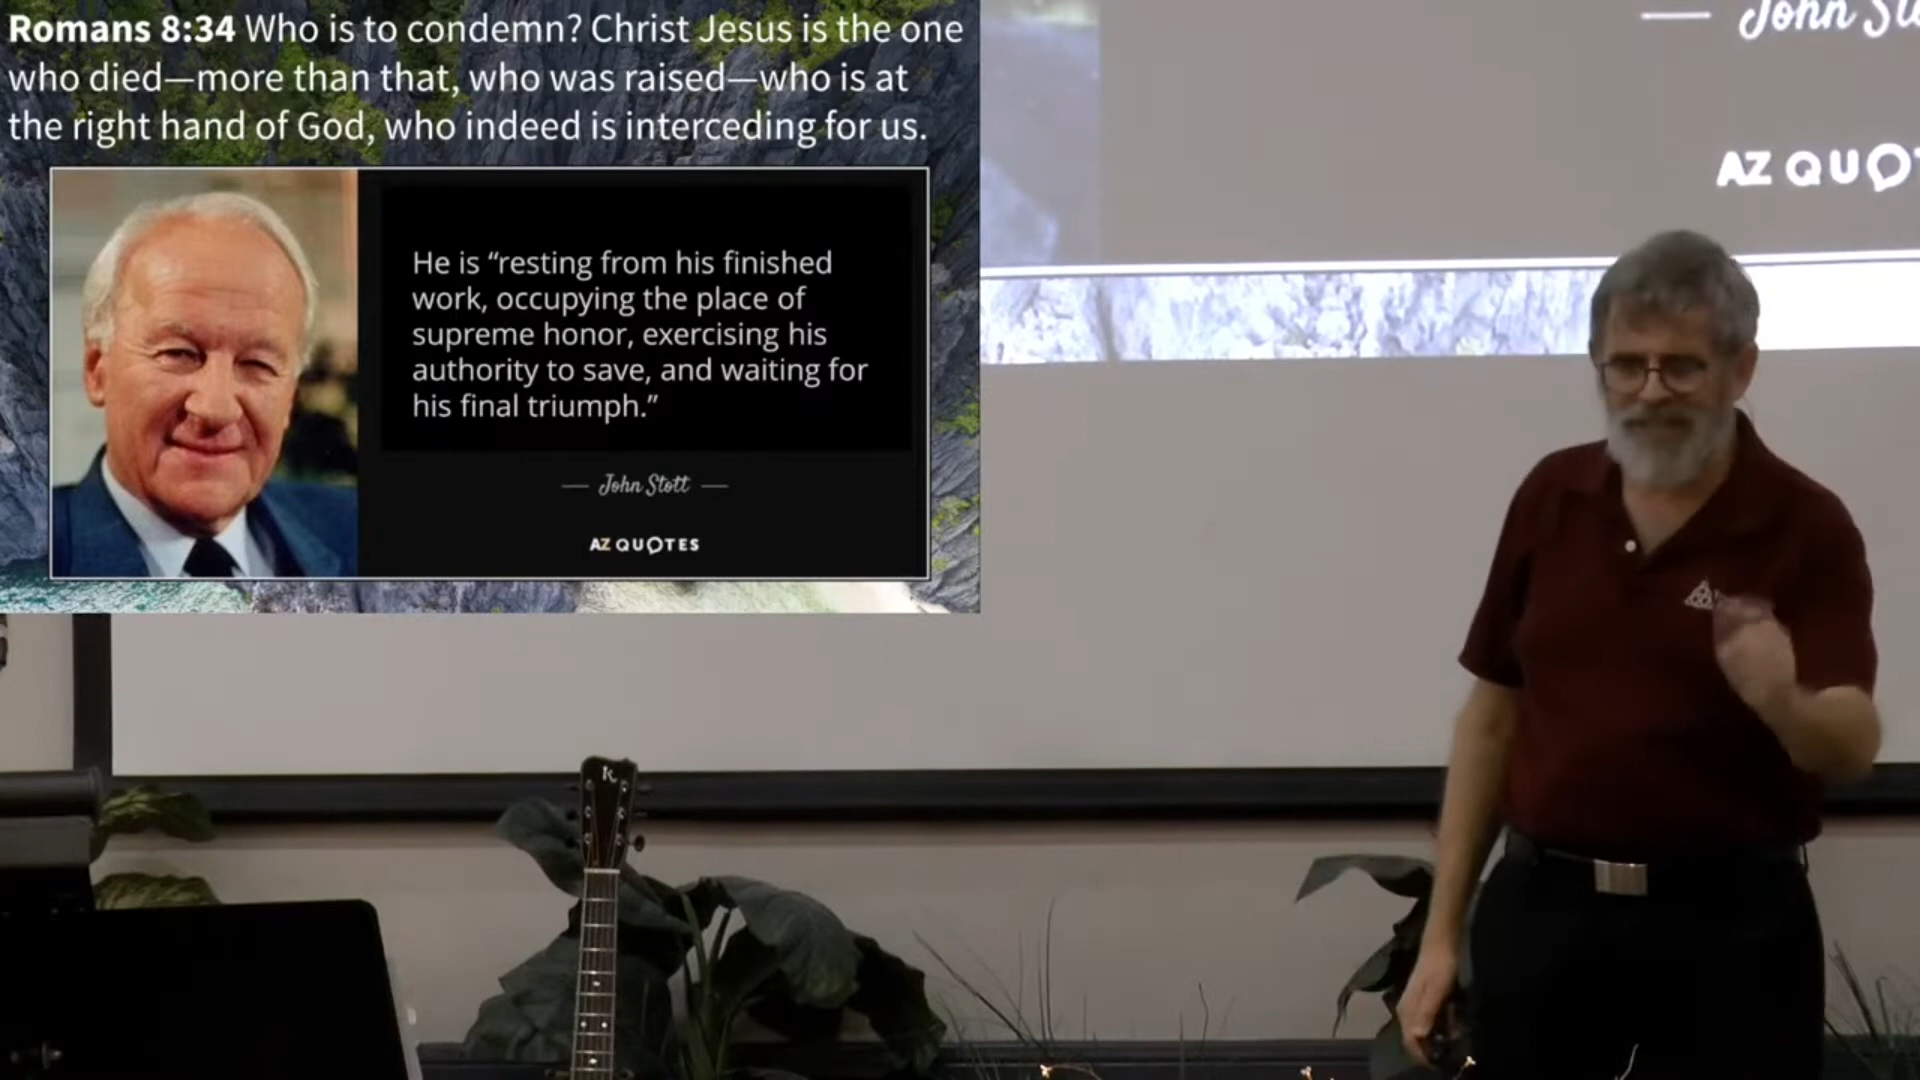 Romans 8:34 Who is to condemn? Christ Jesus is the one
who died—more than that, who was raised—who is at
the right hand of God, who indeed is interceding for us.
He is “resting from his finished
work, occupying the place of
supreme honor, exercising his
authority to save, and waiting for
his final triumph.”
— John Stott —
AZ QUOTES
— John St
AZ QUO